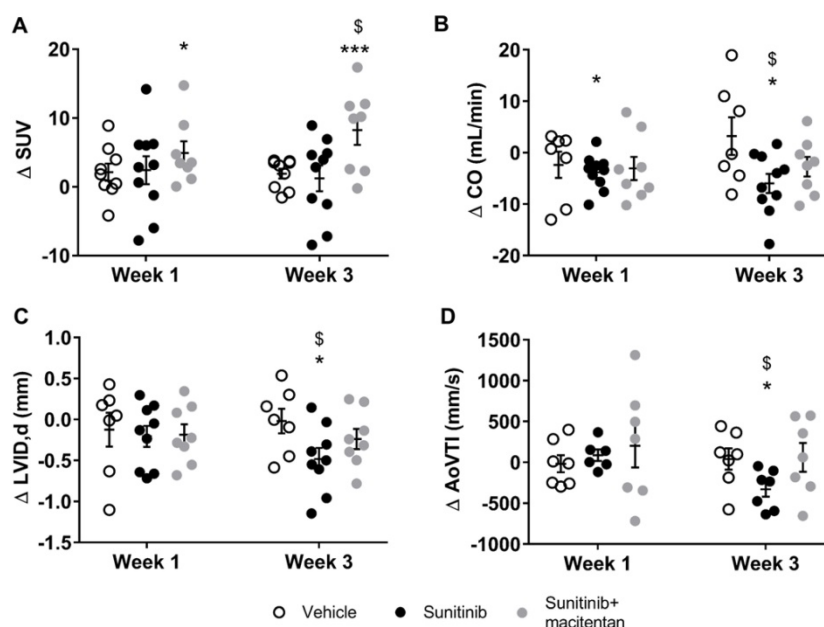 A
Δ SUV
20
10
0
-10
*
$
***
Week 1
Week 3
B
Δ CO (mL/min)
20
10
0
-10
-20
*
$
*
Week 1
Week 3
C
Δ LVID,d (mm)
1.0
0.5
0.0
-0.5
-1.0
-1.5
$
*
Week 1
Week 3
D
Δ AoVTI (mm/s)
1500
1000
500
0
-500
-1000
$
*
Week 1
Week 3
Vehicle
Sunitinib
Sunitinib+
macitentan